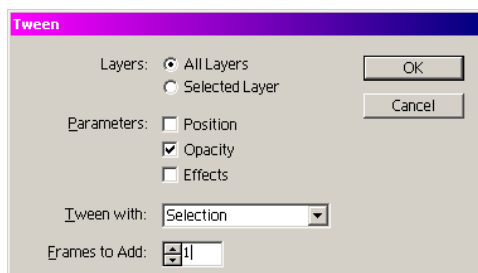 Tween
Layers: All Layers
Selected Layer
Parameters: Position
Opacity
Effects
Tween with: Selection
Frames to Add: 1
OK
Cancel